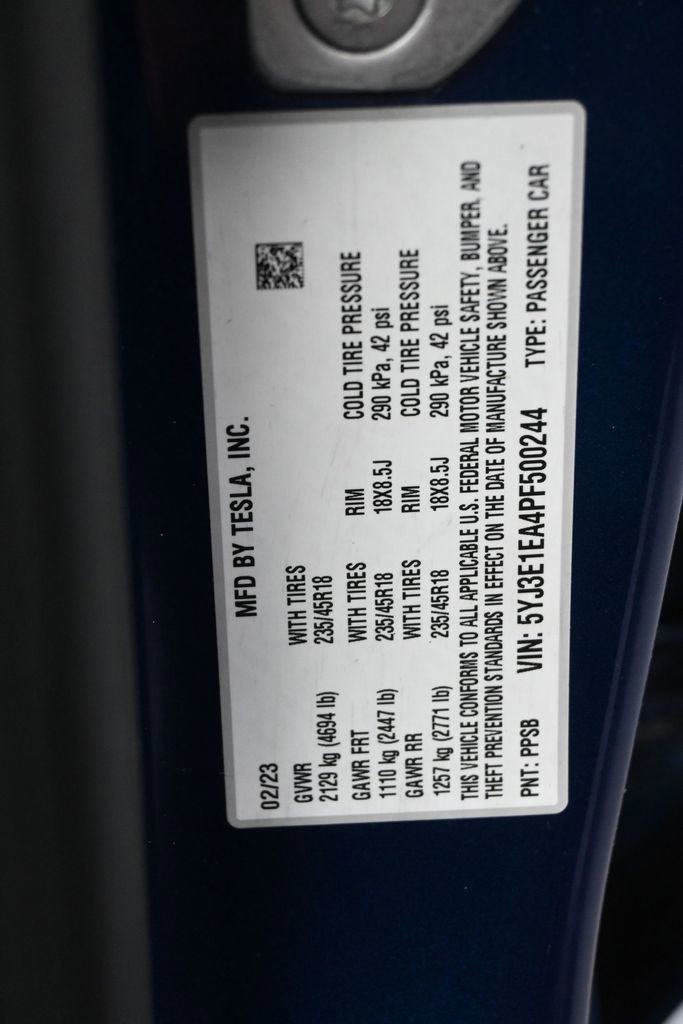 MFD BY TESLA, INC.
02/23
GVWR WITH TIRES
2129 kg (4694 lb) 235/45R18
GAWR FRT WITH TIRES RIM COLD TIRE PRESSURE
1110 kg (2447 lb) 235/45R18 18X8.5J 290 kPa, 42 psi
GAWR RR WITH TIRES RIM COLD TIRE PRESSURE
1257 kg (2771 lb) 235/45R18 18X8.5J 290 kPa, 42 psi
THIS VEHICLE CONFORMS TO ALL APPLICABLE U.S. FEDERAL MOTOR VEHICLE SAFETY, BUMPER, AND
THEFT PREVENTION STANDARDS IN EFFECT ON THE DATE OF MANUFACTURE SHOWN ABOVE.
PNT: PPSB VIN: 5YJ3E1EA4PF500244 TYPE: PASSENGER CAR